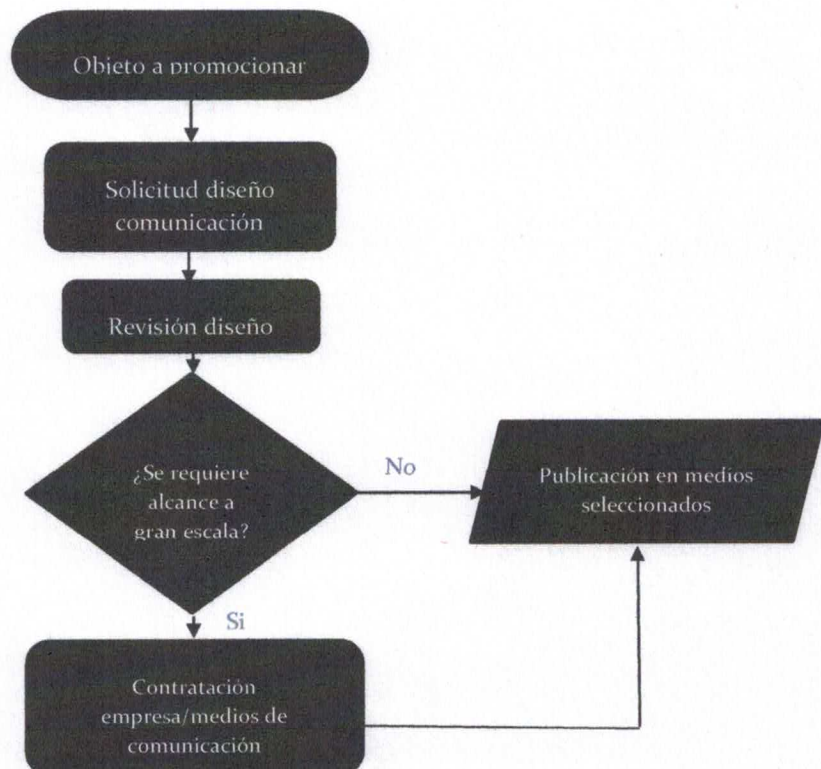 Objeto a promocionar
Solicitud diseño
comunicación
Revisión diseño
¿Se requiere
alcance a
gran escala?
No
Publicación en medios
seleccionados
Si
Contratación
empresa/medios de
comunicación